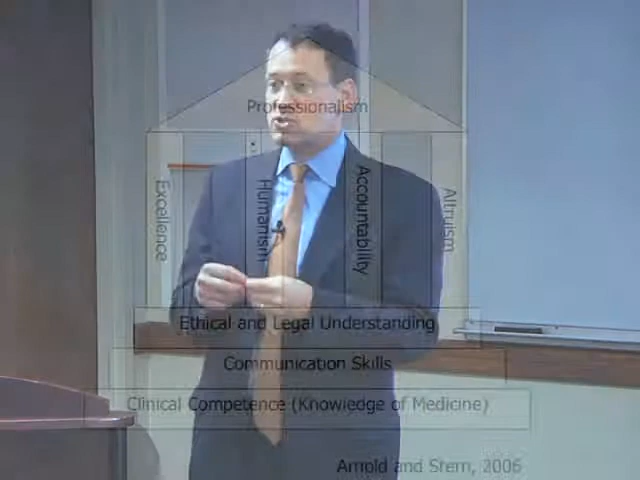 Professionalism
Excellence
Humanism
Accountability
Altruism
Ethical and Legal Understanding
Communication Skills
Clinical Competence (Knowledge of Medicine)
Arnold and Stern, 2006